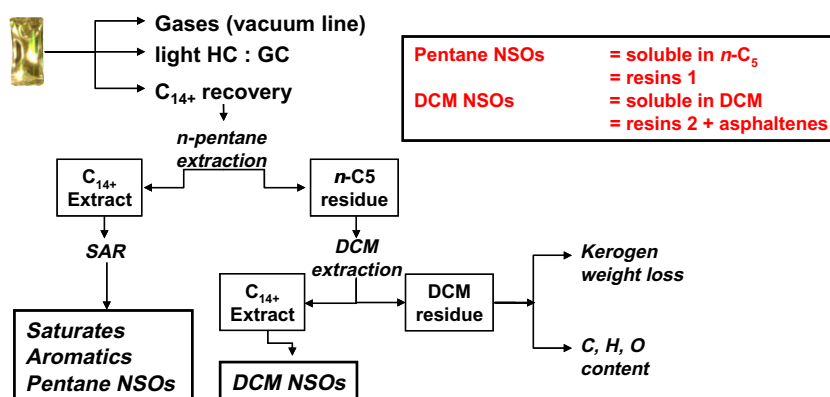 Gases (vacuum line)
light HC : GC
C₁₄₊ recovery
Pentane NSOs = soluble in n-C₅
= resins 1
DCM NSOs = soluble in DCM
= resins 2 + asphaltenes
n-pentane
extraction
C₁₄₊
Extract
n-C5
residue
SAR
DCM
extraction
Kerogen
weight loss
C₁₄₊
Extract
DCM
residue
Saturates
Aromatics
Pentane NSOs
DCM NSOs
C, H, O
content